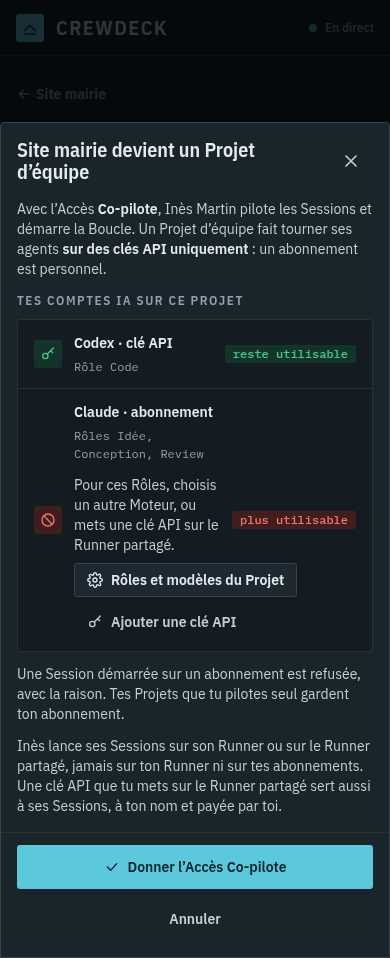 CREWDECK
En direct
← Site mairie
Site mairie devient un Projet
d’équipe
Avec l’Accès Co-pilote, Inès Martin pilote les Sessions et
démarre la Boucle. Un Projet d’équipe fait tourner ses
agents sur des clés API uniquement : un abonnement
est personnel.
TES COMPTES IA SUR CE PROJET
Codex · clé API
Rôle Code
reste utilisable
Claude · abonnement
Rôles Idée,
Conception, Review
Pour ces Rôles, choisis
un autre Moteur, ou
mets une clé API sur le
Runner partagé.
plus utilisable
Rôles et modèles du Projet
Ajouter une clé API
Une Session démarrée sur un abonnement est refusée,
avec la raison. Tes Projets que tu pilotes seul gardent
ton abonnement.
Inès lance ses Sessions sur son Runner ou sur le Runner
partagé, jamais sur ton Runner ni sur tes abonnements.
Une clé API que tu mets sur le Runner partagé sert aussi
à ses Sessions, à ton nom et payée par toi.
Donner l’Accès Co-pilote
Annuler